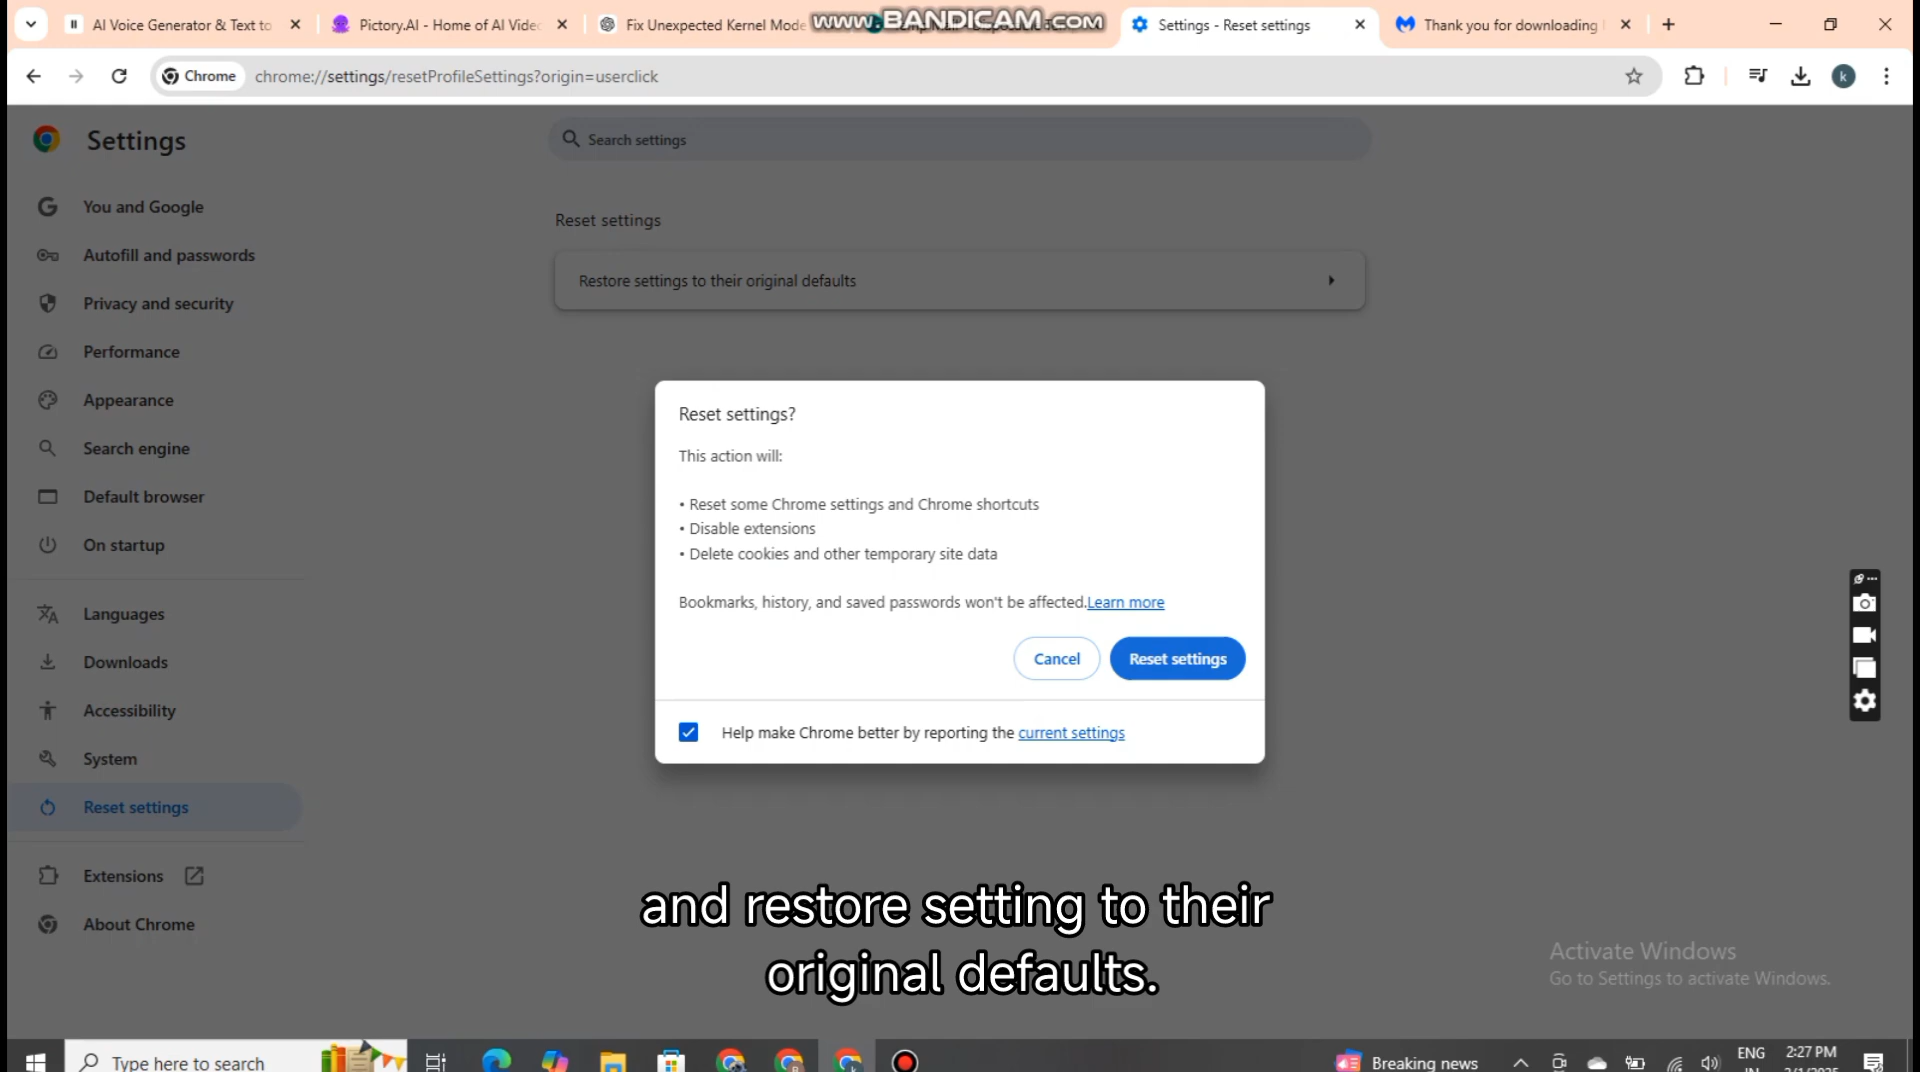 AI Voice Generator & Text to
Pictory.AI - Home of AI Video
Fix Unexpected Kernel Mode
www.BANDICAM.com
Settings - Reset settings
Thank you for downloading
Chrome
chrome://settings/resetProfileSettings?origin=userclick
k
Settings
Search settings
You and Google
Autofill and passwords
Privacy and security
Performance
Appearance
Search engine
Default browser
On startup
Languages
Downloads
Accessibility
System
Reset settings
Extensions
About Chrome
Reset settings
Restore settings to their original defaults
Reset settings?
This action will:
• Reset some Chrome settings and Chrome shortcuts
• Disable extensions
• Delete cookies and other temporary site data
Bookmarks, history, and saved passwords won't be affected.Learn more
Cancel
Reset settings
Help make Chrome better by reporting the current settings
and restore setting to their
original defaults.
Activate Windows
Go to Settings to activate Windows.
Type here to search
Breaking news
ENG
IN
2:27 PM